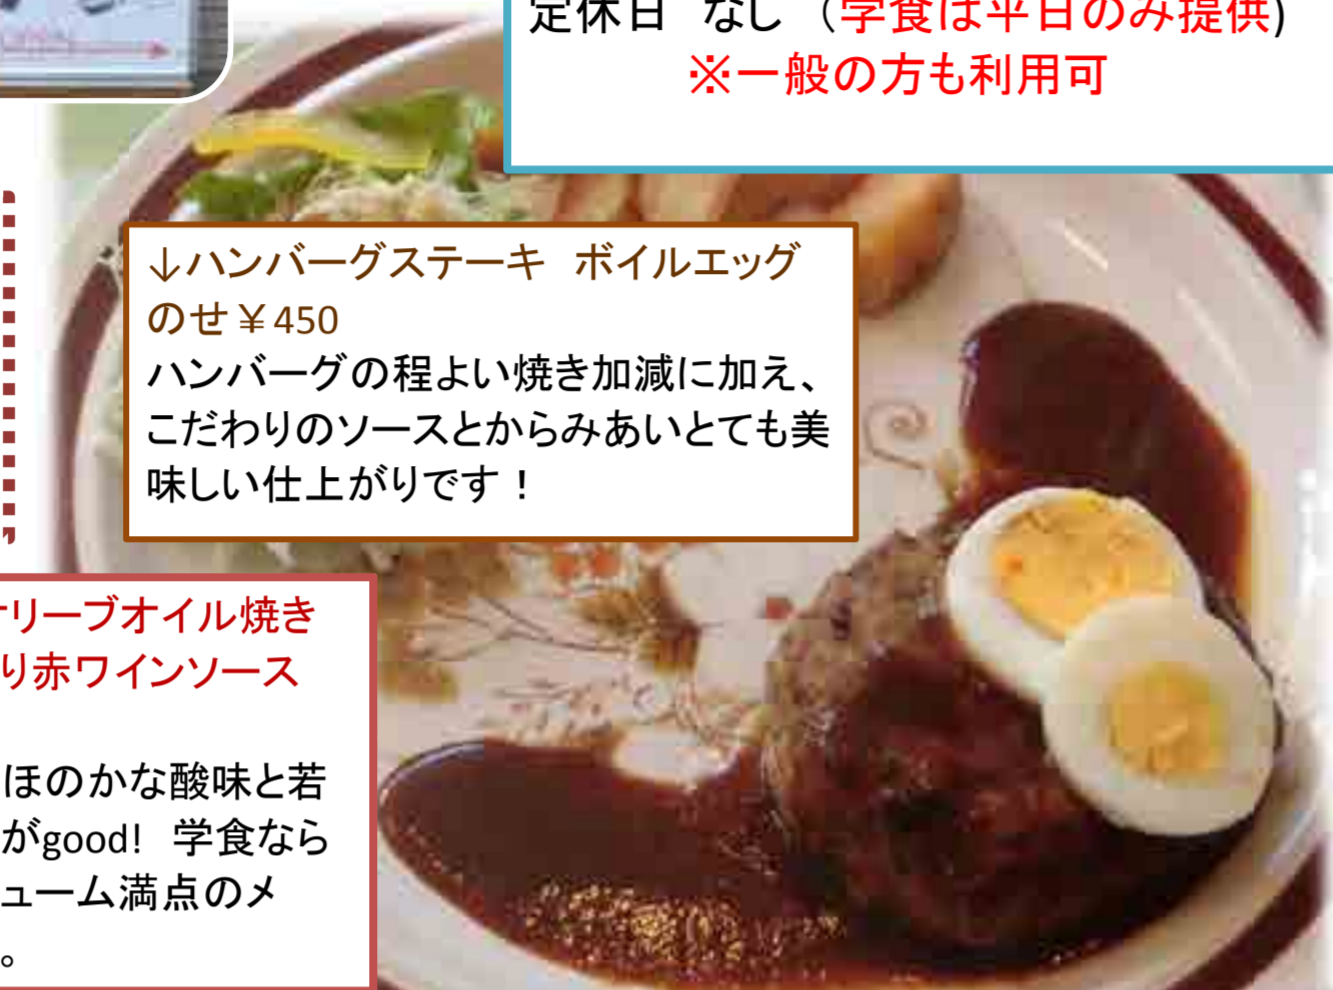 定休日 なし （学食は平日のみ提供)
※一般の方も利用可
↓ハンバーグステーキ ボイルエッグ
のせ￥450
ハンバーグの程よい焼き加減に加え、
こだわりのソースとからみあいとても美
味しい仕上がりです！
リーブオイル焼き
り赤ワインソース
ほのかな酸味と若
がgood! 学食なら
ューム満点のメ
。